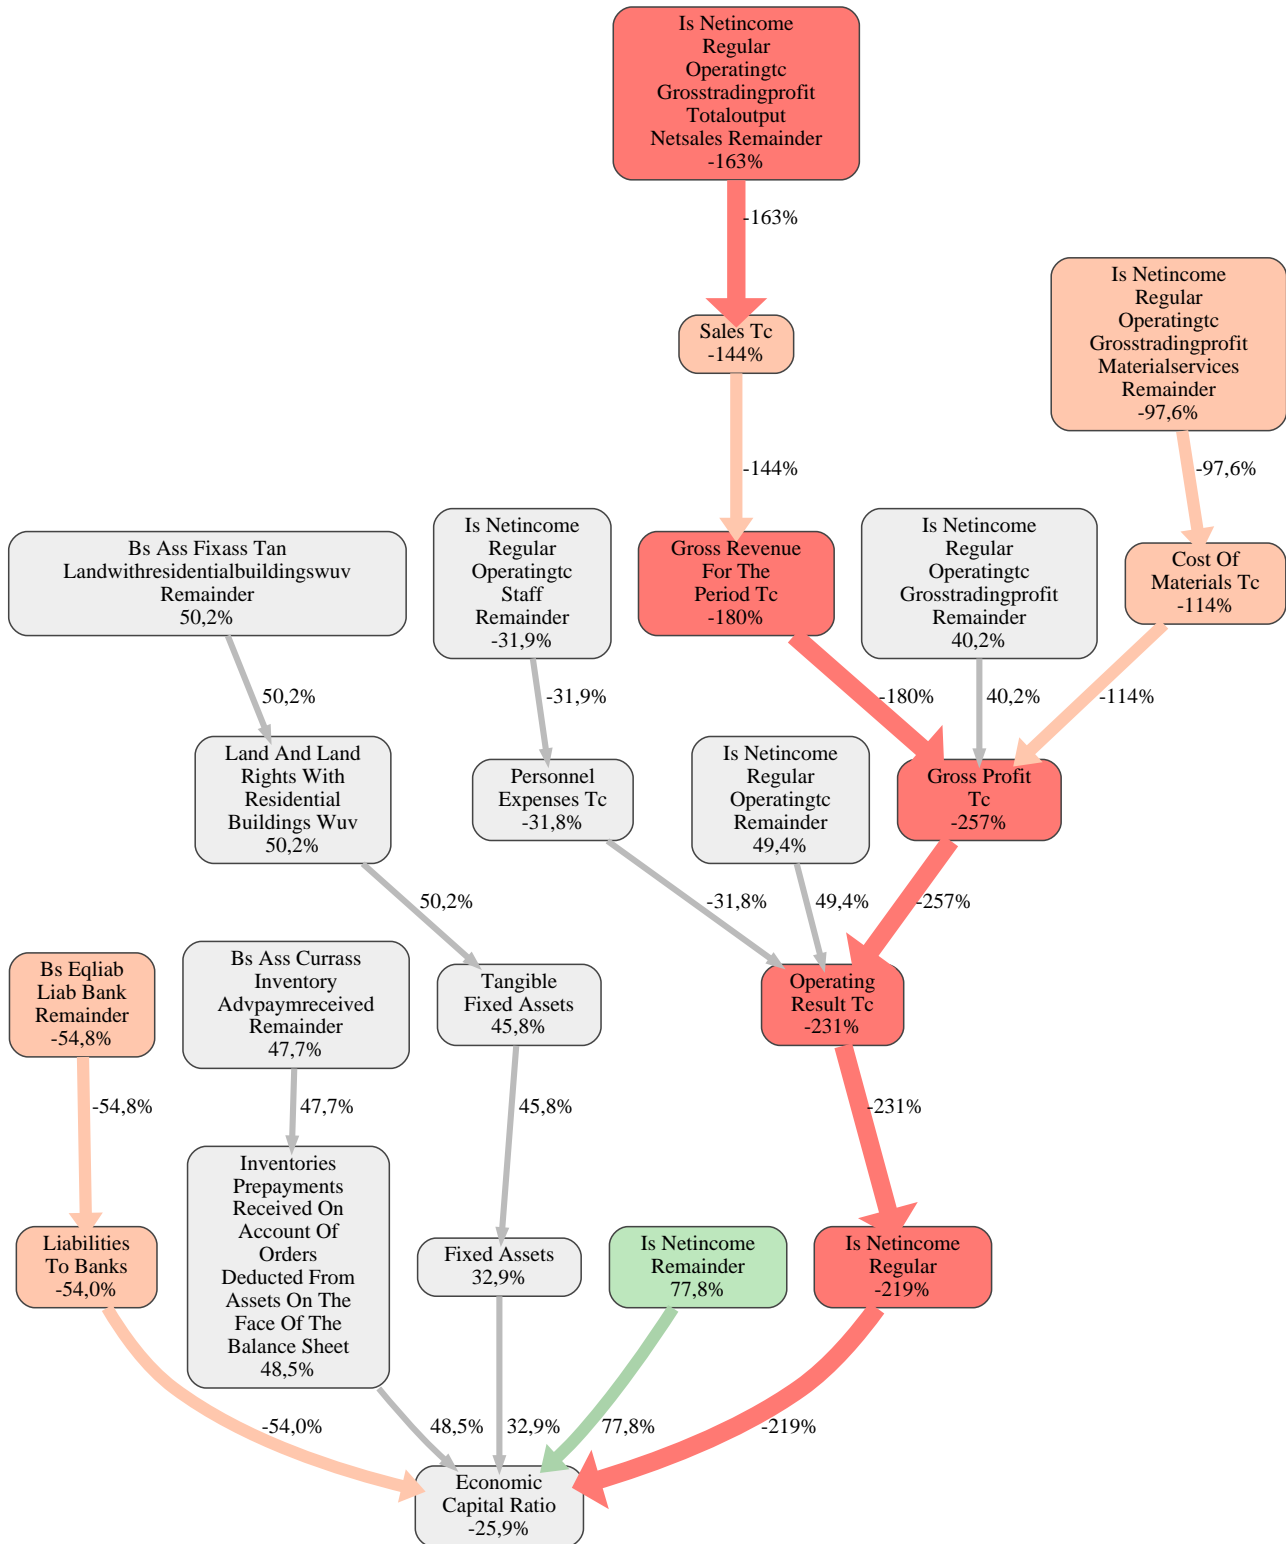 Is Netincome
Regular
Operatingtc
Grosstradingprofit
Totaloutput
Netsales Remainder
-163%
-163%
Sales Tc
-144%
Is Netincome
Regular
Operatingtc
Grosstradingprofit
Materialservices
Remainder
-97,6%
-144%
-97,6%
Bs Ass Fixass Tan
Landwithresidentialbuildingswuv
Remainder
50,2%
Is Netincome
Regular
Operatingtc
Staff
Remainder
-31,9%
Gross Revenue
For The
Period Tc
-180%
Is Netincome
Regular
Operatingtc
Grosstradingprofit
Remainder
40,2%
Cost Of
Materials Tc
-114%
50,2%
-31,9%
-180%
40,2%
-114%
Land And Land
Rights With
Residential
Buildings Wuv
50,2%
Personnel
Expenses Tc
-31,8%
Is Netincome
Regular
Operatingtc
Remainder
49,4%
Gross Profit
Tc
-257%
50,2%
-31,8%
49,4%
-257%
Bs Eqliab
Liab Bank
Remainder
-54,8%
Bs Ass Currass
Inventory
Advpaymreceived
Remainder
47,7%
Tangible
Fixed Assets
45,8%
Operating
Result Tc
-231%
-54,8%
47,7%
45,8%
-231%
Liabilities
To Banks
-54,0%
Inventories
Prepayments
Received On
Account Of
Orders
Deducted From
Assets On The
Face Of The
Balance Sheet
48,5%
Fixed Assets
32,9%
Is Netincome
Remainder
77,8%
Is Netincome
Regular
-219%
-54,0%
48,5%
32,9%
77,8%
-219%
Economic
Capital Ratio
-25,9%